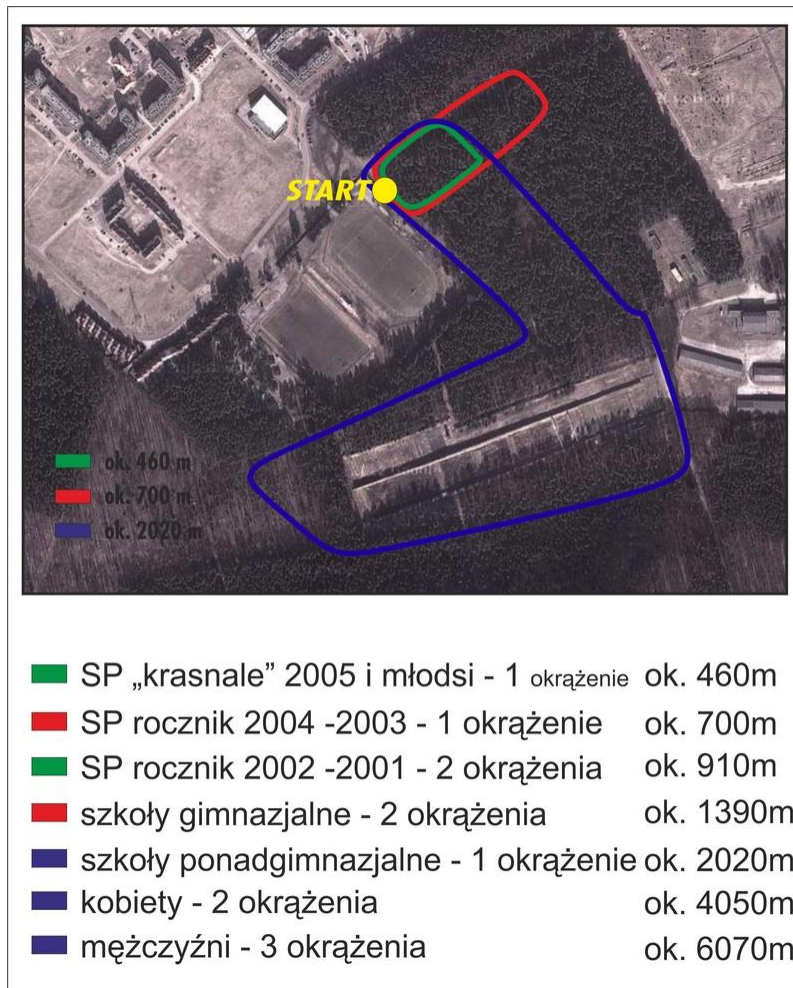 START
ok. 460 m
ok. 700 m
ok. 2020 m
SP „krasnale” 2005 i młodsi - 1 okrążenie ok. 460m
SP rocznik 2004 -2003 - 1 okrążenie ok. 700m
SP rocznik 2002 -2001 - 2 okrążenia ok. 910m
szkoły gimnazjalne - 2 okrążenia ok. 1390m
szkoły ponadgimnazjalne - 1 okrążenie ok. 2020m
kobiety - 2 okrążenia ok. 4050m
mężczyźni - 3 okrążenia ok. 6070m